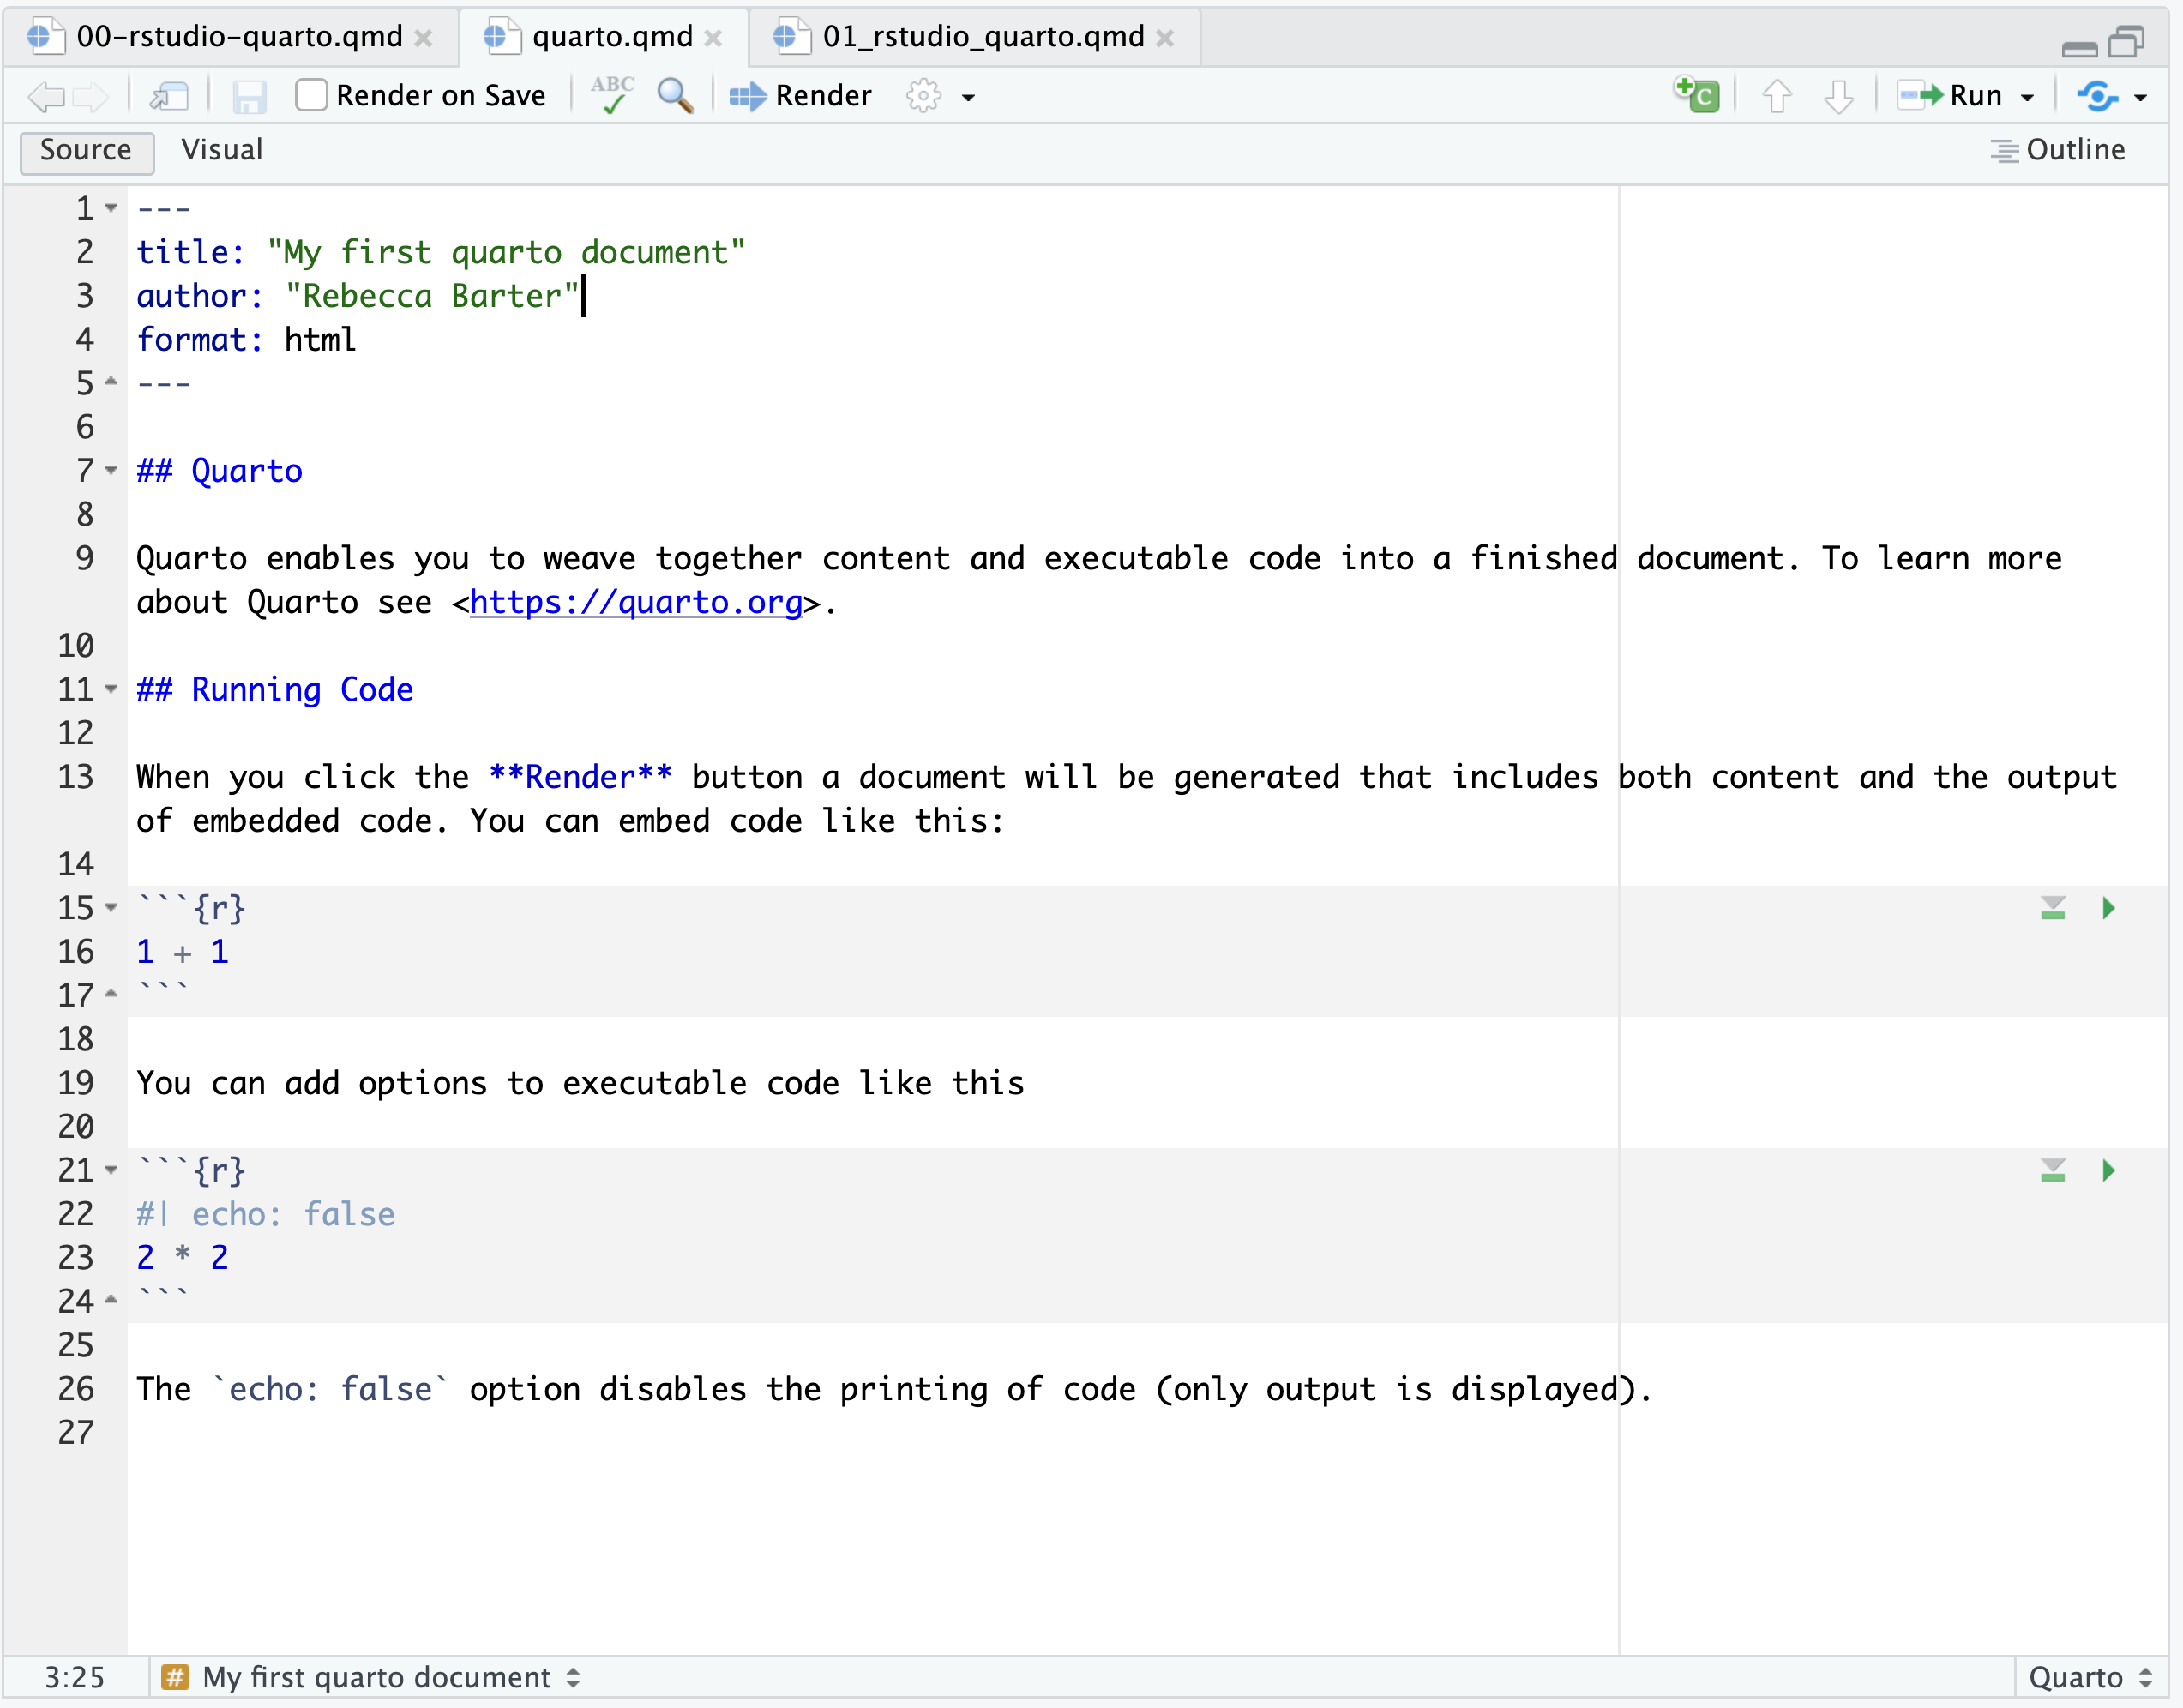 00-rstudio-quarto.qmd × quarto.qmd × 01_rstudio_quarto.qmd ×
Render on Save ABC Render C Run
Source Visual Outline
1 ---
2 title: "My first quarto document"
3 author: "Rebecca Barter"
4 format: html
5 ---
6
7 ## Quarto
8
9 Quarto enables you to weave together content and executable code into a finished document. To learn more
about Quarto see <https://quarto.org>.
10
11 ## Running Code
12
13 When you click the **Render** button a document will be generated that includes both content and the output
of embedded code. You can embed code like this:
14
15 ```{r}
16 1 + 1
17 ```
18
19 You can add options to executable code like this
20
21 ```{r}
22 #| echo: false
23 2 * 2
24 ```
25
26 The `echo: false` option disables the printing of code (only output is displayed).
27
3:25 # My first quarto document Quarto